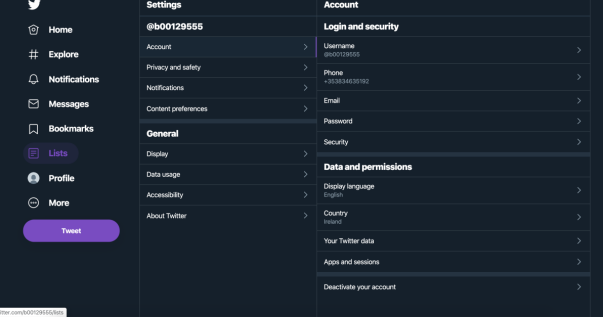 Home
Explore
Notifications
Messages
Bookmarks
Lists
Profile
More
Tweet
Settings
@b00129555
Account
Privacy and safety
Notifications
Content preferences
General
Display
Data usage
Accessibility
About Twitter
Account
Login and security
Username
@b00129555
Phone
+353834635192
Email
Password
Security
Data and permissions
Display language
English
Country
Ireland
Your Twitter data
Apps and sessions
Deactivate your account
itter.com/b00129555/lists